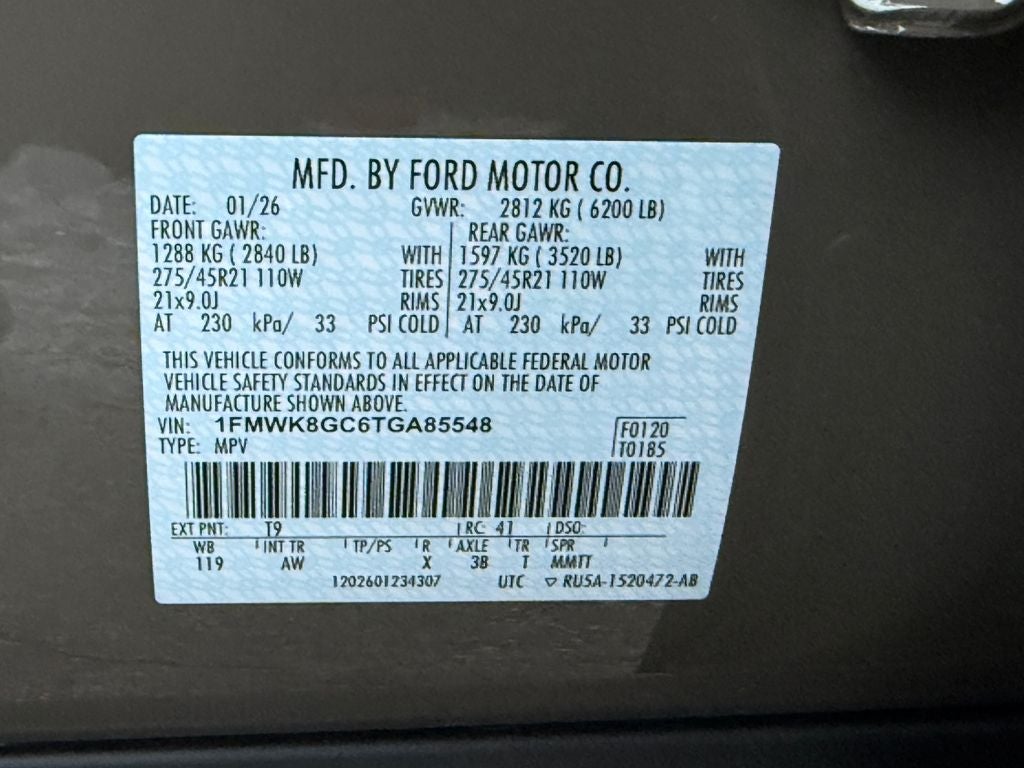 MFD. BY FORD MOTOR CO.
DATE: 01/26 GVWR: 2812 KG ( 6200 LB)
FRONT GAWR: REAR GAWR:
1288 KG ( 2840 LB) WITH 1597 KG ( 3520 LB) WITH
275/45R21 110W TIRES 275/45R21 110W TIRES
21x9.0J RIMS 21x9.0J RIMS
AT 230 kPa/ 33 PSI COLD AT 230 kPa/ 33 PSI COLD
THIS VEHICLE CONFORMS TO ALL APPLICABLE FEDERAL MOTOR
VEHICLE SAFETY STANDARDS IN EFFECT ON THE DATE OF
MANUFACTURE SHOWN ABOVE.
VIN: 1FMWK8GC6TGA85548 F0120
TYPE: MPV T0185
EXT PNT: T9 RC: 41 DSO:
WB INT TR TP/PS R AXLE TR SPR
119 AW X 3B T MMTT
1202601234307 UTC ▽ RU5A-1520472-AB